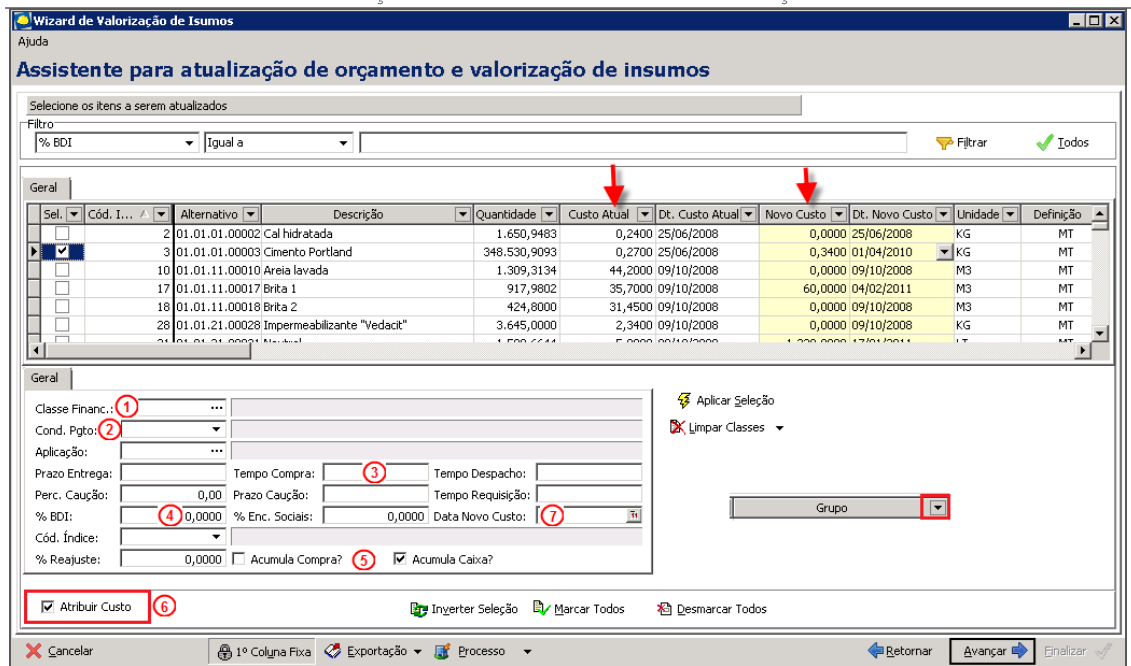 Wizard de Valorização de Isumos
Ajuda
Assistente para atualização de orçamento e valorização de insumos
Selecione os itens a serem atualizados
Filtro
% BDI Igual a Filtrar Todos
Geral
Sel. Cód. I... Alternativo Descrição Quantidade Custo Atual Dt. Custo Atual Novo Custo Dt. Novo Custo Unidade Definição
2 01.01.01.00002 Cal hidratada 1.650,9483 0,2400 25/06/2008 0,0000 25/06/2008 KG MT
3 01.01.01.00003 Cimento Portland 348.530,9093 0,2700 25/06/2008 0,3400 01/04/2010 KG MT
10 01.01.11.00010 Areia lavada 1.309,3134 44,2000 09/10/2008 0,0000 09/10/2008 M3 MT
17 01.01.11.00017 Brita 1 917,9802 35,7000 09/10/2008 60,0000 04/02/2011 M3 MT
18 01.01.11.00018 Brita 2 424,8000 31,4500 09/10/2008 0,0000 09/10/2008 M3 MT
28 01.01.21.00028 Impermeabilizante "Vedacit" 3.645,0000 2,3400 09/10/2008 0,0000 09/10/2008 KG MT
Geral
Classe Financ.: 1 ...
Cond. Pgto: 2
Aplicação: ...
Prazo Entrega: Tempo Compra: 3 Tempo Despacho:
Perc. Caução: 0,00 Prazo Caução: Tempo Requisição:
% BDI: 4 0,0000 % Enc. Sociais: 0,0000 Data Novo Custo: 7
Cód. Índice:
% Reajuste: 0,0000 Acumula Compra? 5 Acumula Caixa?
Aplicar Seleção
Limpar Classes
Grupo
Atribuir Custo 6 Inverter Seleção Marcar Todos Desmarcar Todos
Cancelar 1º Coluna Fixa Exportação Processo Retornar Avançar Finalizar